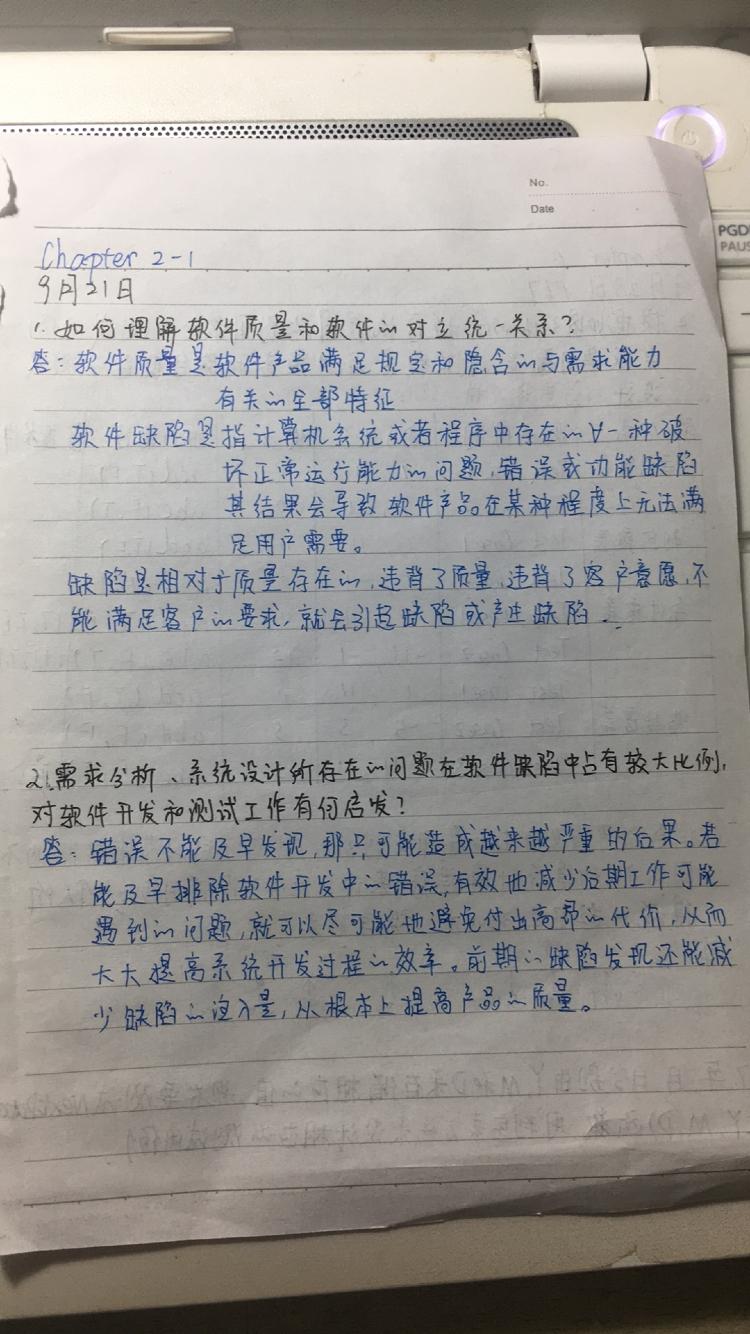 No.
Date
PGD
PAUS
Chapter 2-1
9月21日
1. 如何理解软件质量和软件的对立统一关系?
答:软件质量是软件产品满足规定和隐含的与需求能力
有关的全部特征
软件缺陷是指计算机系统或者程序中存在的∀一种破
坏正常运行能力的问题、错误或功能缺陷
其结果会导致软件产品在某种程度上无法满
足用户需要。
缺陷是相对于质量存在的,违背了质量,违背了客户意愿,不
能满足客户的要求,就会引起缺陷或产生缺陷.
2.需求分析、系统设计所存在的问题在软件缺陷中占有较大比例,
对软件开发和测试工作有何启发?
答:错误不能及早发现,那只可能造成越来越严重的后果。若
能及早排除软件开发中的错误,有效地减少后期工作可能
遇到的问题,就可以尽可能地避免付出高昂的代价,从而
大大提高系统开发过程的效率。前期的缺陷发现还能减
少缺陷的注入量,从根本上提高产品的质量。